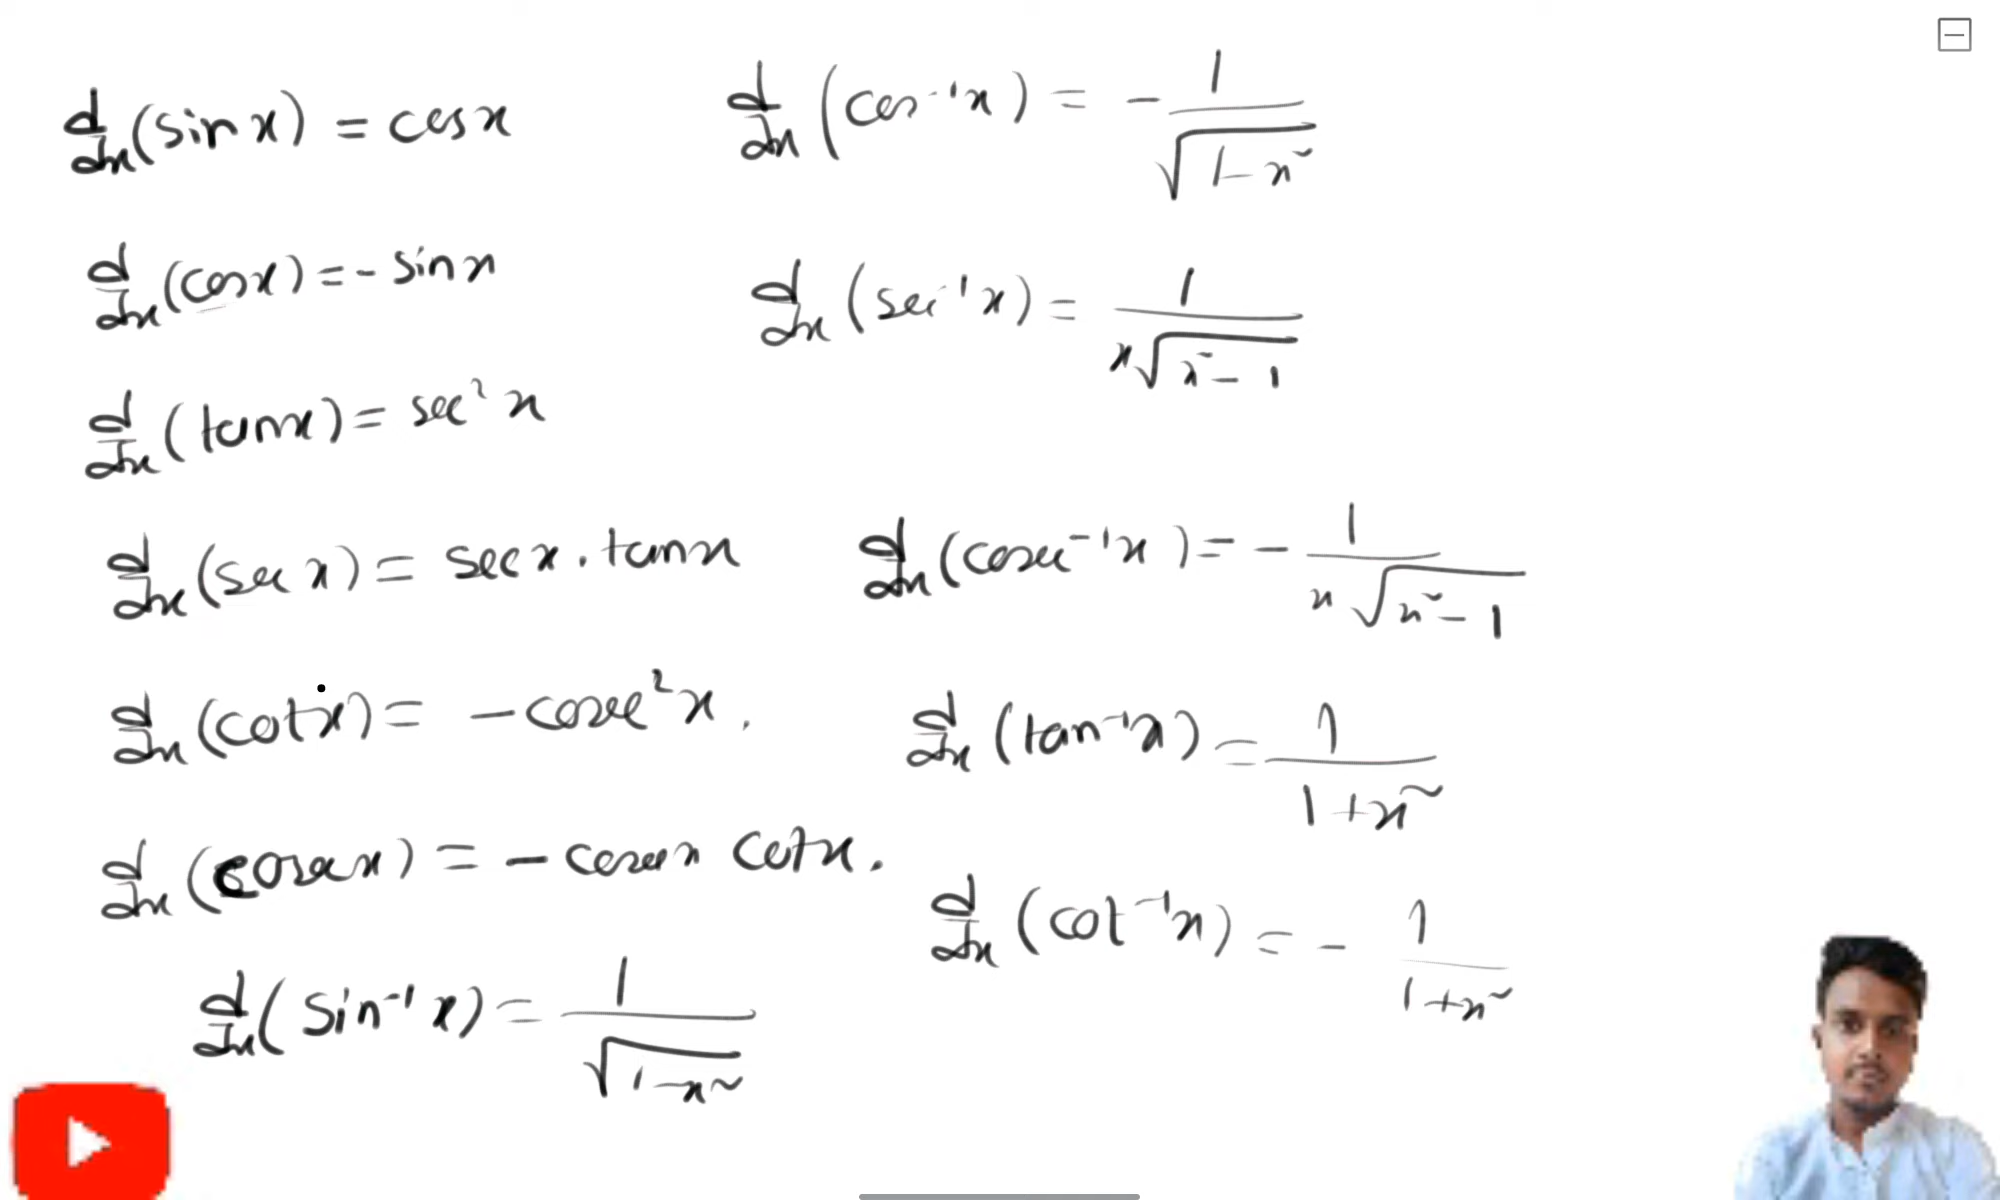 d/dx (sin x) = cos x
d/dx (cos x) = - sin x
d/dx (tan x) = sec² x
d/dx (sec x) = sec x . tan x
d/dx (cot x) = - cosec² x .
d/dx (cosec x) = - cosec x cot x .
d/dx (sin⁻¹ x) = 1/√(1-x²)
d/dx (cos⁻¹ x) = - 1/√(1-x²)
d/dx (sec⁻¹ x) = 1/(x√(x²-1))
d/dx (cosec⁻¹ x) = - 1/(x√(x²-1))
d/dx (tan⁻¹ x) = 1/(1+x²)
d/dx (cot⁻¹ x) = - 1/(1+x²)